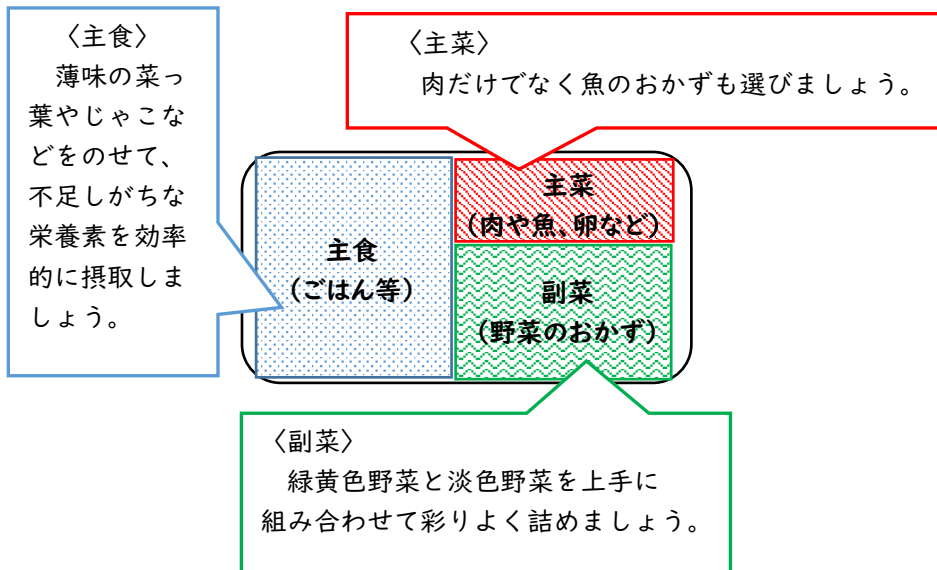 〈主食〉
薄味の菜っ
葉やじゃこな
どをのせて、
不足しがちな
栄養素を効率
的に摂取しま
しょう。
〈主菜〉
肉だけでなく魚のおかずも選びましょう。
主食
(ごはん等)
主菜
(肉や魚、卵など)
副菜
(野菜のおかず)
〈副菜〉
緑黄色野菜と淡色野菜を上手に
組み合わせて彩りよく詰めましょう。